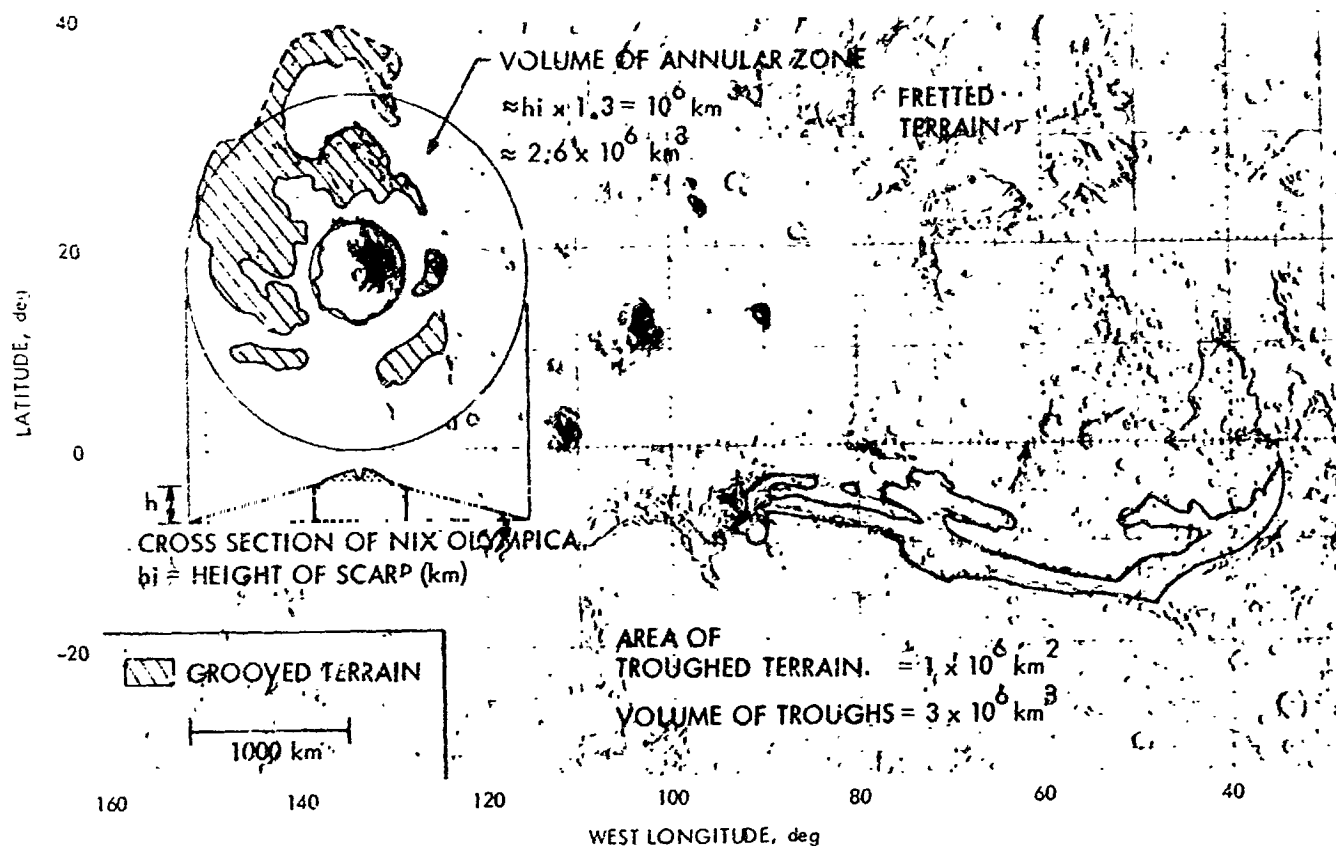 40
VOLUME OF ANNULAR ZONE
≈hi x 1.3 = 10⁶ km³
≈ 2.6 x 10⁶ km³
FRETTED
TERRAIN
20
LATITUDE, deg
0
h
CROSS SECTION OF NIX OLYMPICA
hi = HEIGHT OF SCARP (km)
-20
GROOVED TERRAIN
1000 km
AREA OF
TROUGHED TERRAIN. = 1 x 10⁶ km²
VOLUME OF TROUGHS = 3 x 10⁶ km³
160 140 120 100 80 60 40
WEST LONGITUDE, deg